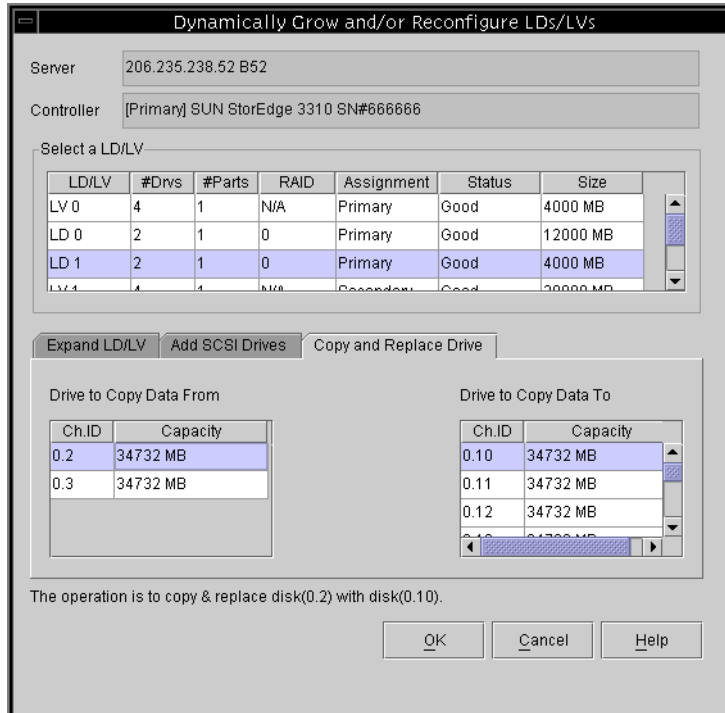 Dynamically Grow and/or Reconfigure LDs/LVs
Server 206.235.238.52 B52
Controller [Primary] SUN StorEdge 3310 SN#666666
Select a LD/LV
LD/LV #Drvs #Parts RAID Assignment Status Size
LV 0 4 1 N/A Primary Good 4000 MB
LD 0 2 1 0 Primary Good 12000 MB
LD 1 2 1 0 Primary Good 4000 MB
LV 1 4 1 N/A Secondary Good
Expand LD/LV Add SCSI Drives Copy and Replace Drive
Drive to Copy Data From Drive to Copy Data To
Ch.ID Capacity Ch.ID Capacity
0.2 34732 MB 0.10 34732 MB
0.3 34732 MB 0.11 34732 MB
0.12 34732 MB
The operation is to copy & replace disk(0.2) with disk(0.10).
OK Cancel Help